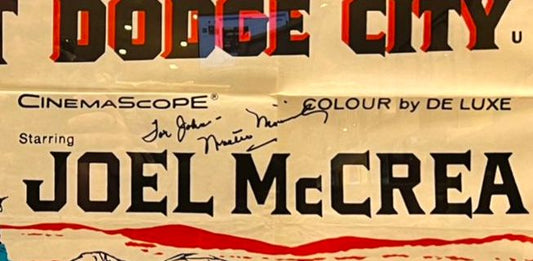 T DODGE CITY U
CINEMASCOPE® COLOUR by DE LUXE
For John -
Starring
JOEL McCREA